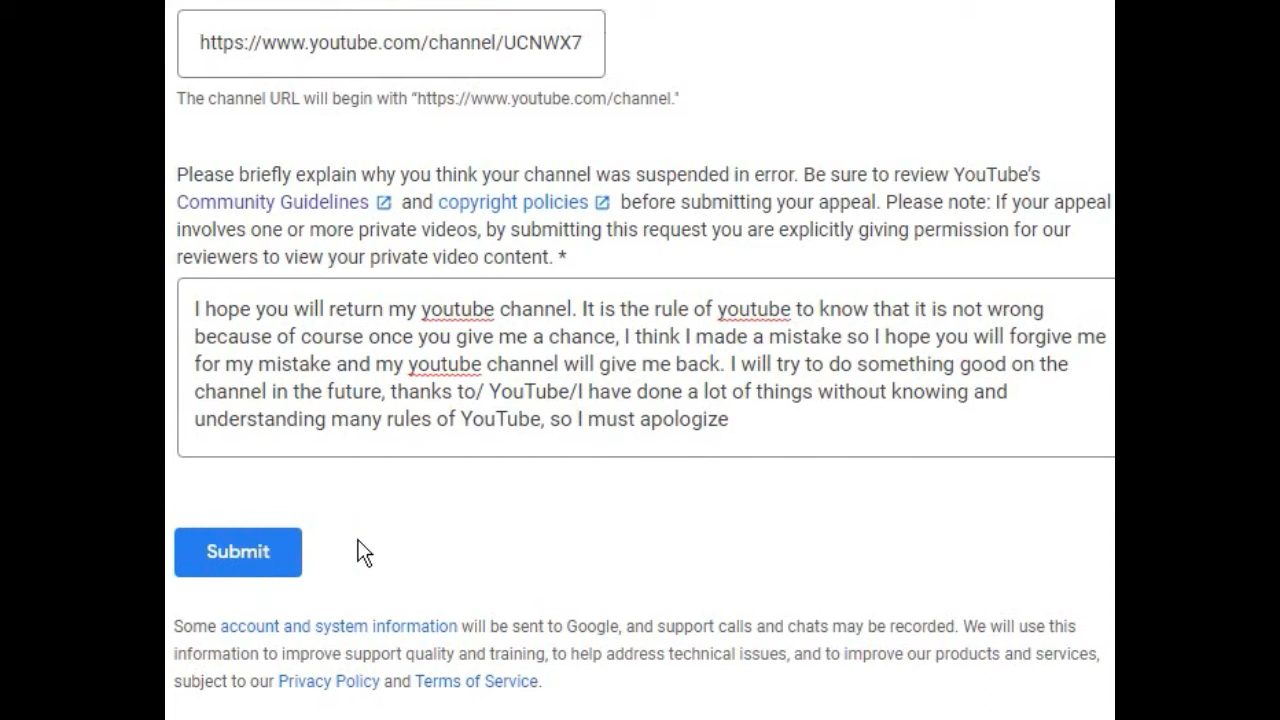 https://www.youtube.com/channel/UCNWX7
The channel URL will begin with "https://www.youtube.com/channel."
Please briefly explain why you think your channel was suspended in error. Be sure to review YouTube's
Community Guidelines and copyright policies before submitting your appeal. Please note: If your appeal
involves one or more private videos, by submitting this request you are explicitly giving permission for our
reviewers to view your private video content. *
I hope you will return my youtube channel. It is the rule of youtube to know that it is not wrong
because of course once you give me a chance, I think I made a mistake so I hope you will forgive me
for my mistake and my youtube channel will give me back. I will try to do something good on the
channel in the future, thanks to/ YouTube/I have done a lot of things without knowing and
understanding many rules of YouTube, so I must apologize
Submit
Some account and system information will be sent to Google, and support calls and chats may be recorded. We will use this
information to improve support quality and training, to help address technical issues, and to improve our products and services,
subject to our Privacy Policy and Terms of Service.